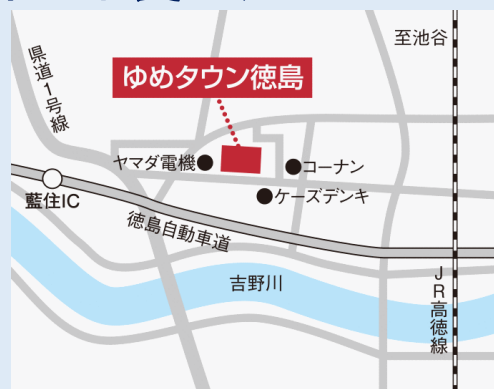 至池谷
県道1号線
ゆめタウン徳島
ヤマダ電機
コーナン
ケーズデンキ
藍住IC
徳島自動車道
吉野川
JR高徳線